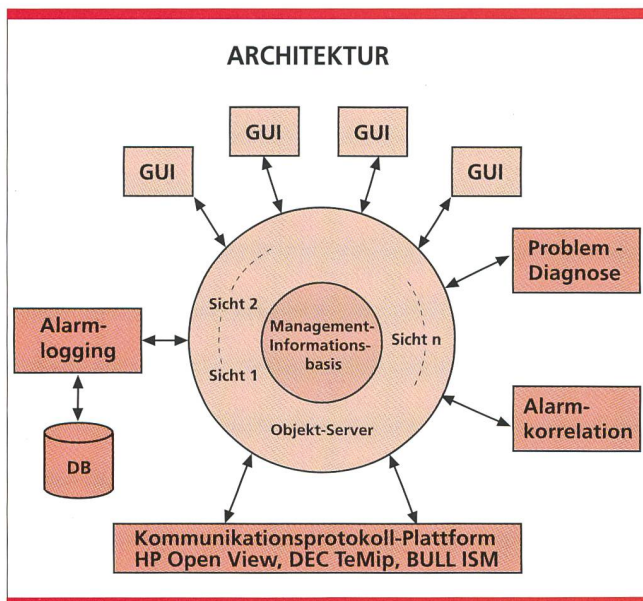 ARCHITEKTUR
GUI
GUI
GUI
GUI
Problem -
Diagnose
Sicht 2
Alarm-
logging
Management-
Informations-
basis
Sicht n
Sicht 1
Alarm-
korrelation
Objekt-Server
DB
Kommunikationsprotokoll-Plattform
HP Open View, DEC TeMip, BULL ISM